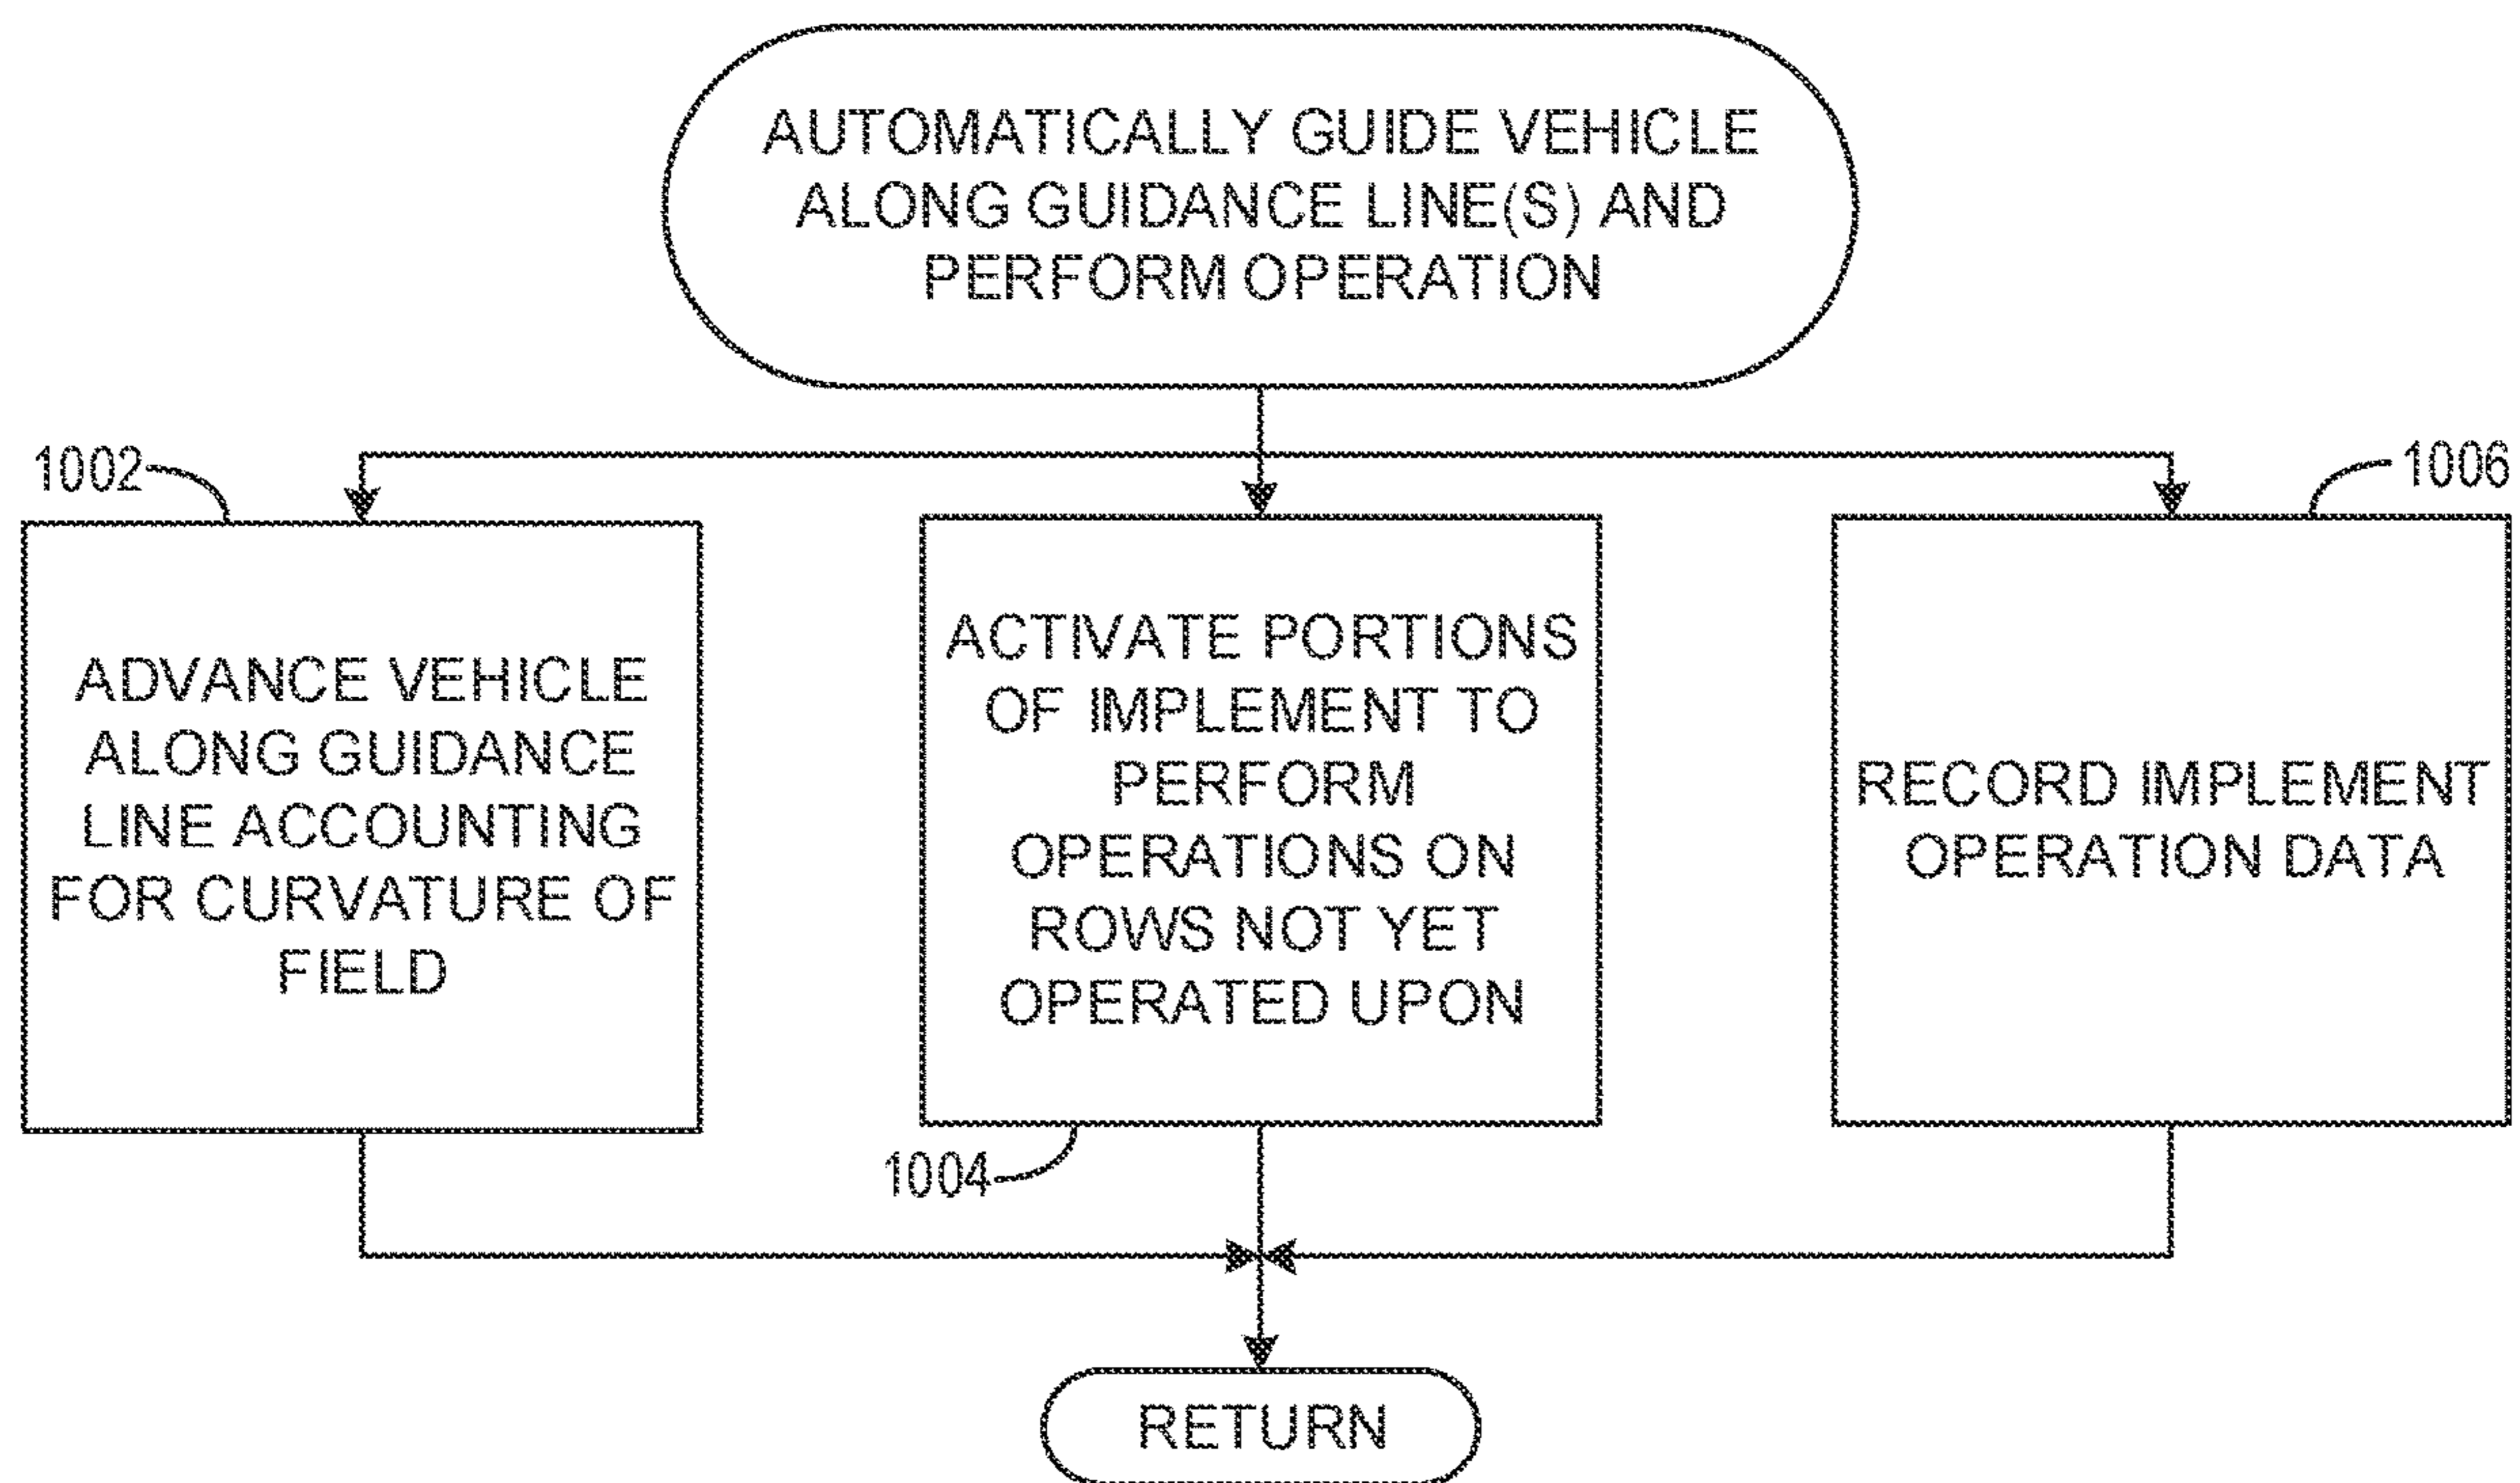 AUTOMATICALLY GUIDE VEHICLE
ALONG GUIDANCE LINE(S) AND
PERFORM OPERATION
1002
1006
ADVANCE VEHICLE
ALONG GUIDANCE
LINE ACCOUNTING
FOR CURVATURE OF
FIELD
ACTIVATE PORTIONS
OF IMPLEMENT TO
PERFORM
OPERATIONS ON
ROWS NOT YET
OPERATED UPON
RECORD IMPLEMENT
OPERATION DATA
1004
RETURN